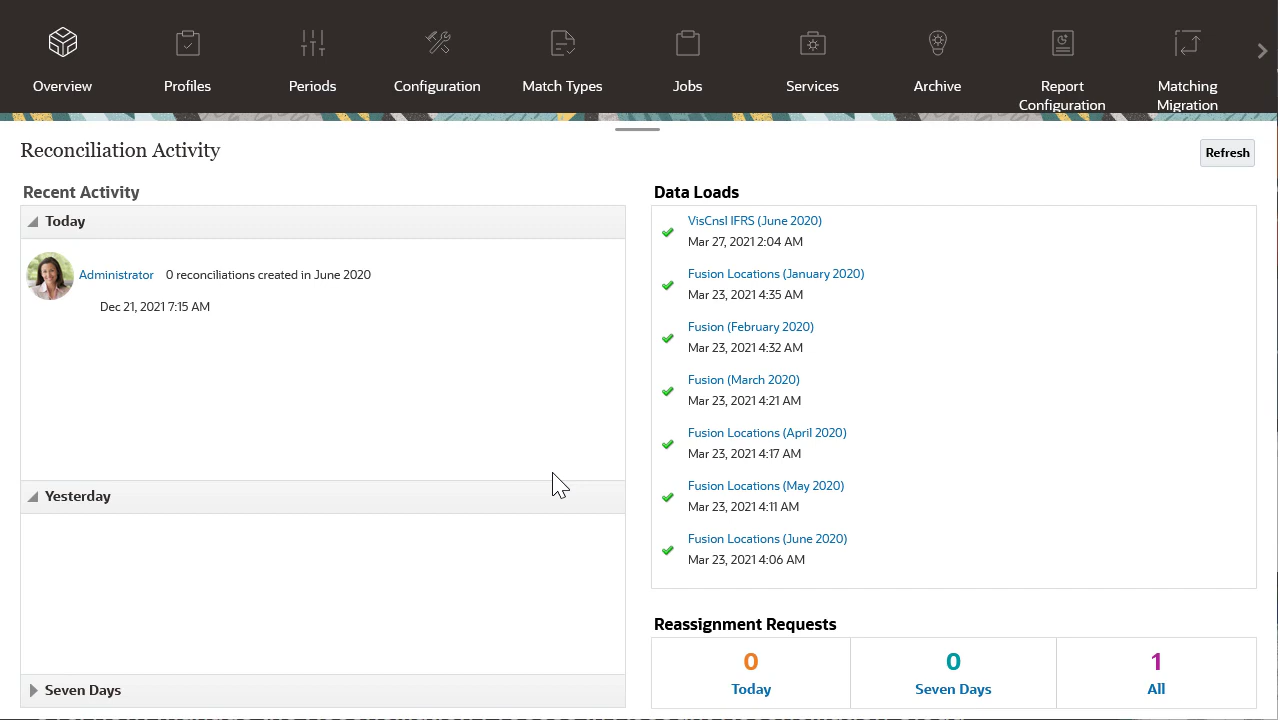 Overview
Profiles
Periods
Configuration
Match Types
Jobs
Services
Archive
Report
Configuration
Matching
Migration
Reconciliation Activity
Refresh
Recent Activity
Today
Administrator 0 reconciliations created in June 2020
Dec 21, 2021 7:15 AM
Yesterday
Seven Days
Data Loads
VisCnsl IFRS (June 2020)
Mar 27, 2021 2:04 AM
Fusion Locations (January 2020)
Mar 23, 2021 4:35 AM
Fusion (February 2020)
Mar 23, 2021 4:32 AM
Fusion (March 2020)
Mar 23, 2021 4:21 AM
Fusion Locations (April 2020)
Mar 23, 2021 4:17 AM
Fusion Locations (May 2020)
Mar 23, 2021 4:11 AM
Fusion Locations (June 2020)
Mar 23, 2021 4:06 AM
Reassignment Requests
0
Today
0
Seven Days
1
All